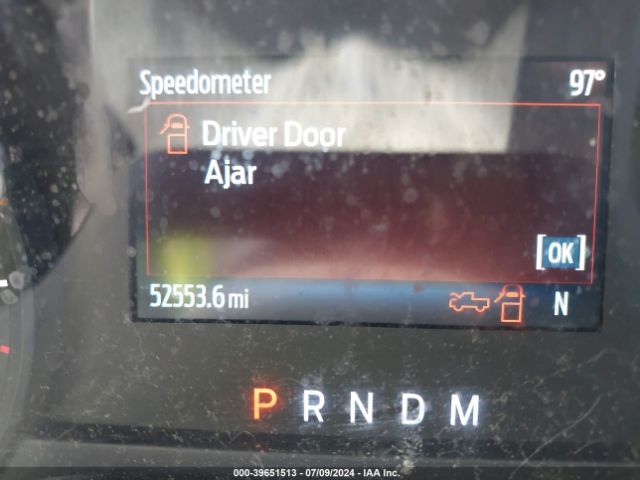 Speedometer 97°
Driver Door
Ajar
[OK]
52553.6 mi N
P R N D M
000-39651513 - 07/09/2024 - IAA Inc.